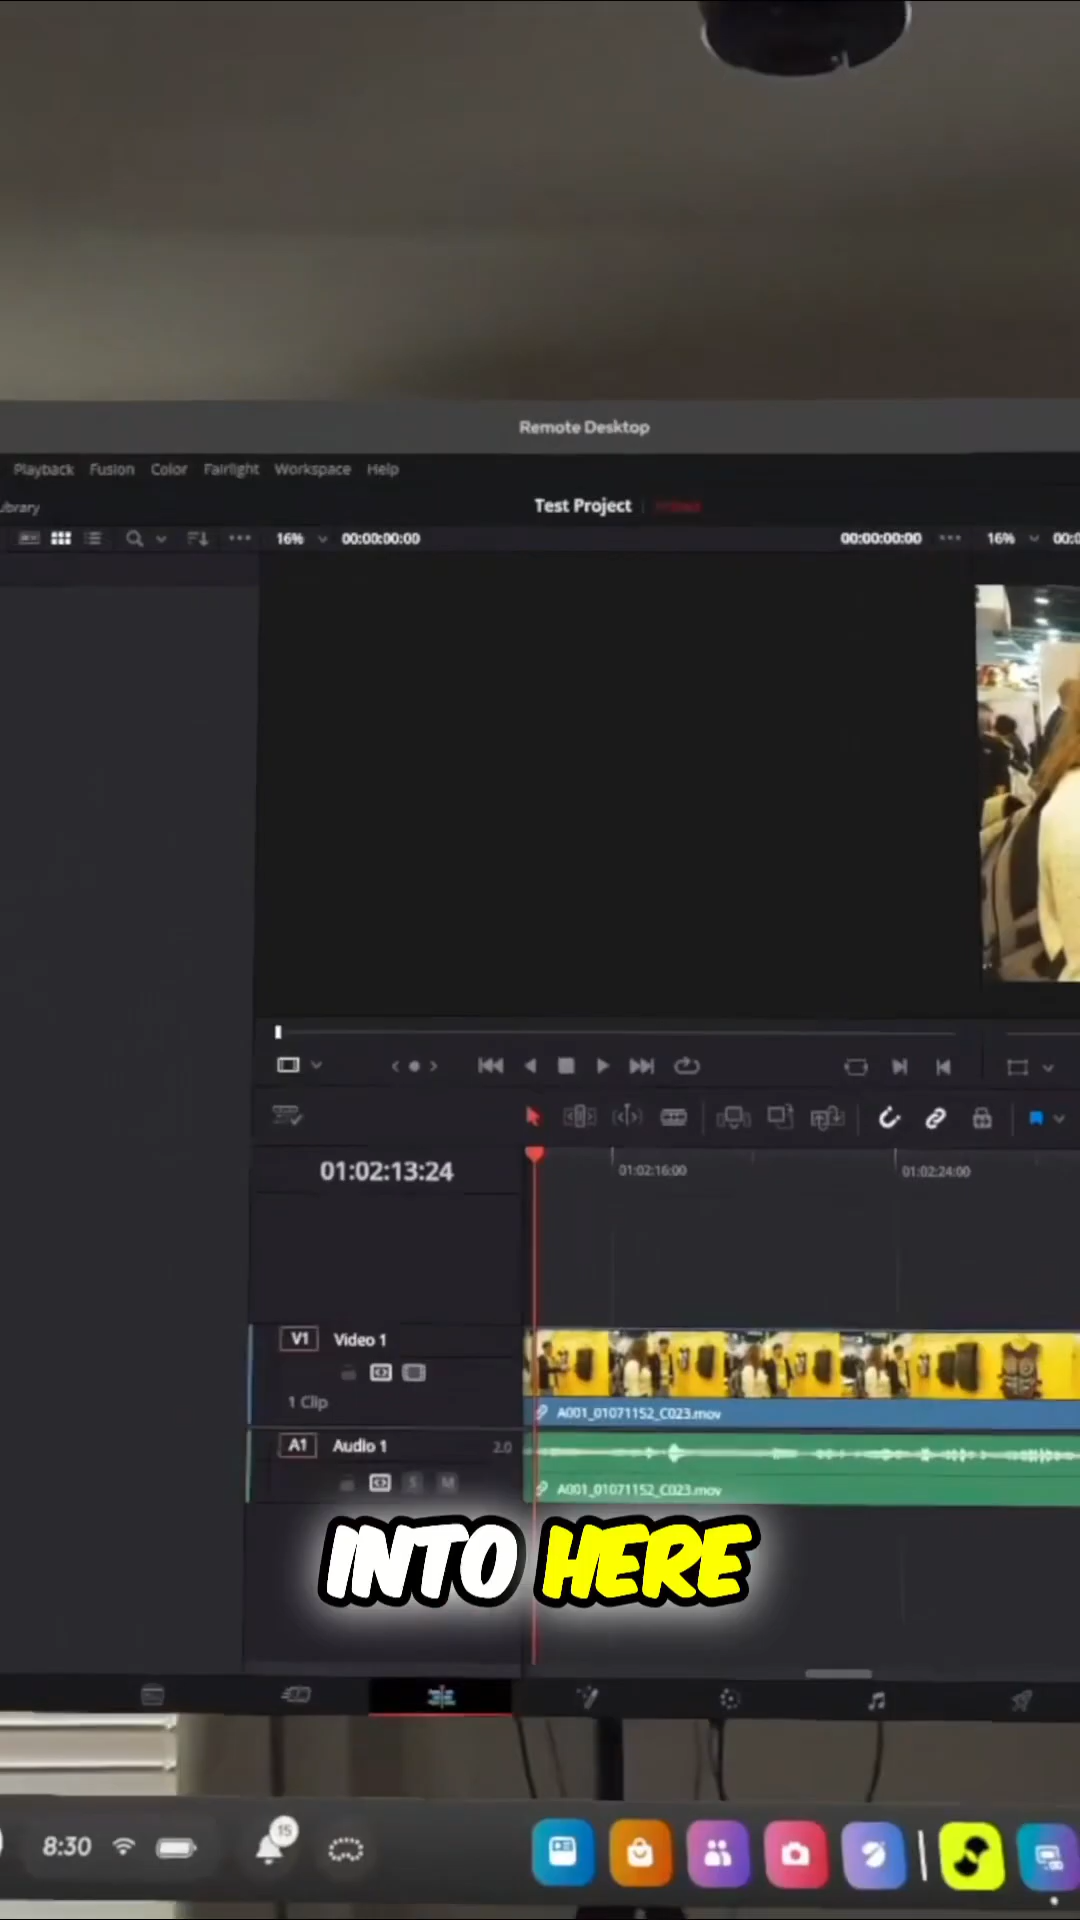 Remote Desktop
Playback Fusion Color Fairlight Workspace Help
ibrary
Test Project
16% 00:00:00:00 00:00:00:00 16% 00:0
01:02:13:24
01:02:16:00 01:02:24:00
V1 Video 1
1 Clip
A001_01071152_C023.mov
A1 Audio 1 2.0
S M
A001_01071152_C023.mov
INTO HERE
8:30 15